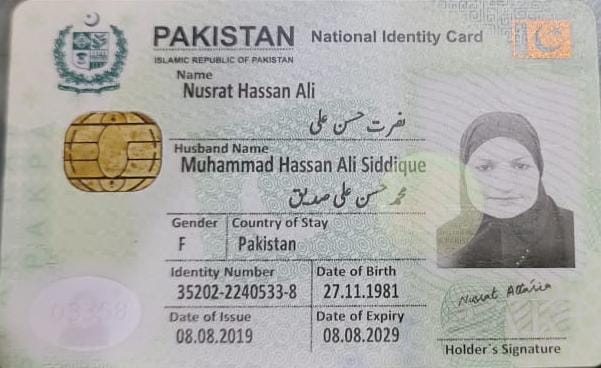 PAKISTAN National Identity Card
ISLAMIC REPUBLIC OF PAKISTAN
Name
Nusrat Hassan Ali
نصرت حسن علی
Husband Name
Muhammad Hassan Ali Siddique
محمد حسن علی صدیق
Gender Country of Stay
F Pakistan
Identity Number Date of Birth
35202-2240533-8 27.11.1981
Date of Issue Date of Expiry
08.08.2019 08.08.2029
Nusrat Attaria
Holder's Signature